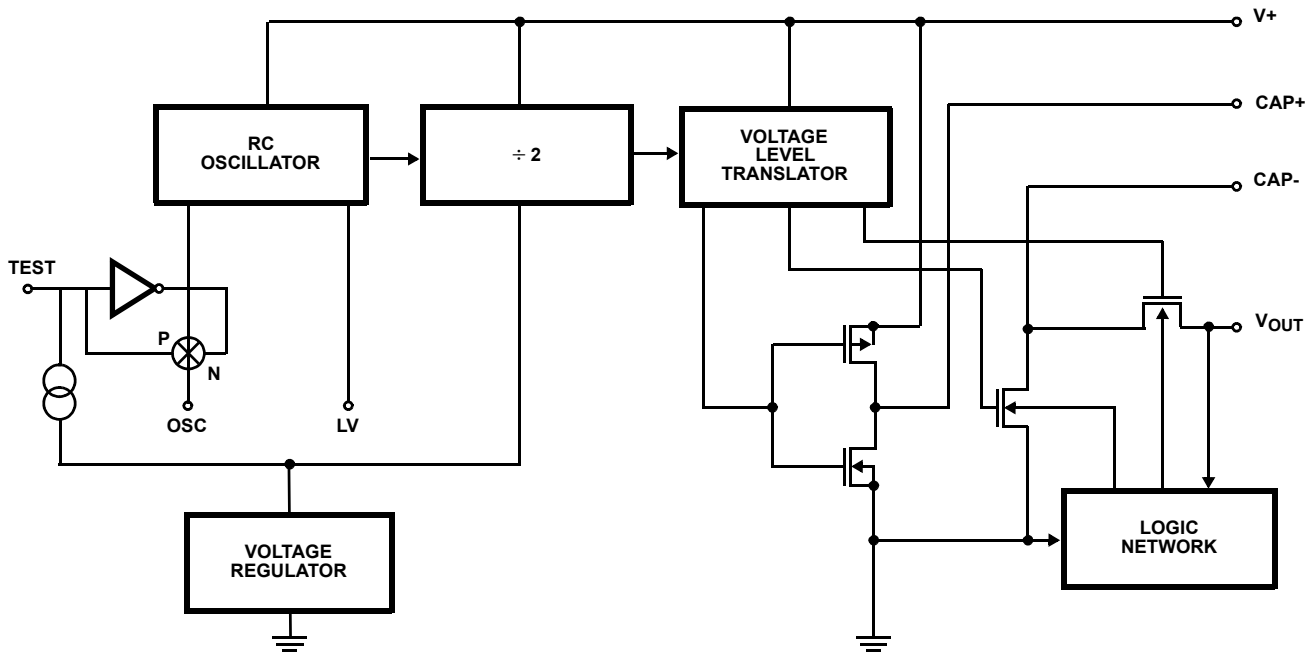 V+
CAP+
CAP-
RC
OSCILLATOR
÷ 2
VOLTAGE
LEVEL
TRANSLATOR
TEST
P
N
OSC
LV
VOUT
VOLTAGE
REGULATOR
LOGIC
NETWORK